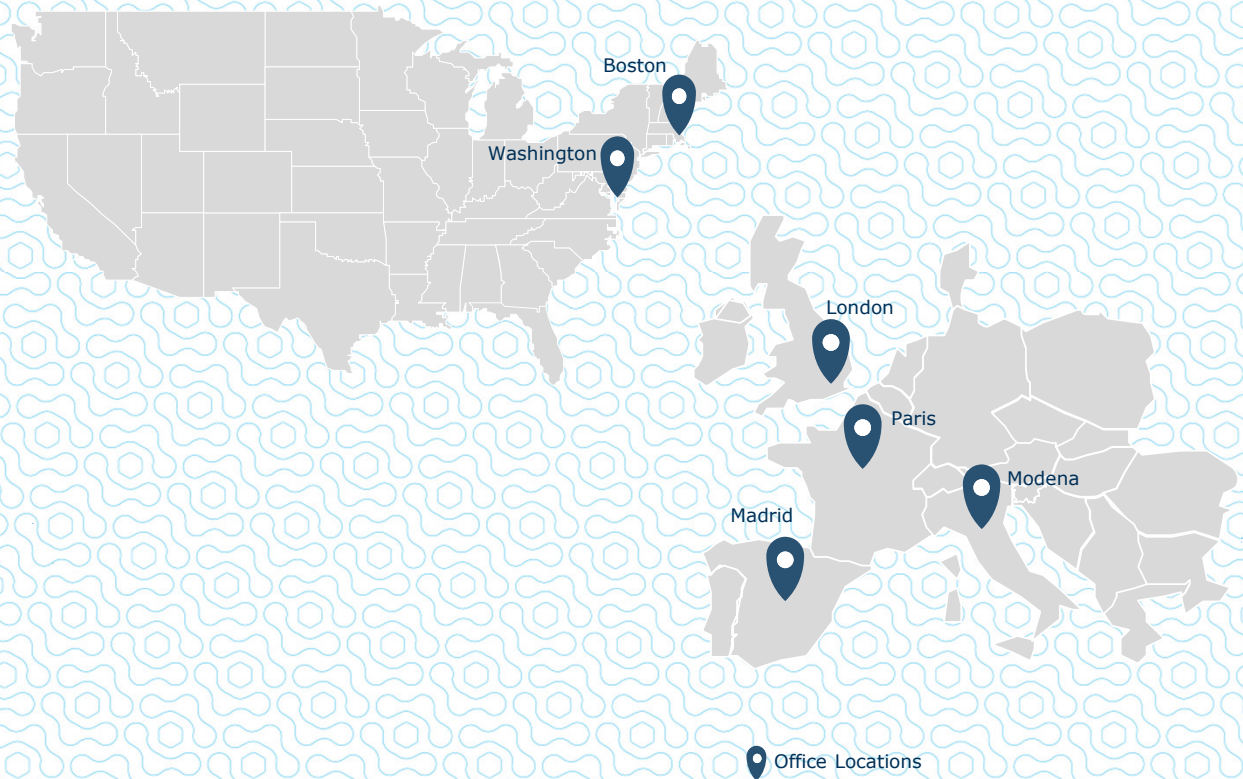 Boston
Washington
London
Paris
Modena
Madrid
Office Locations